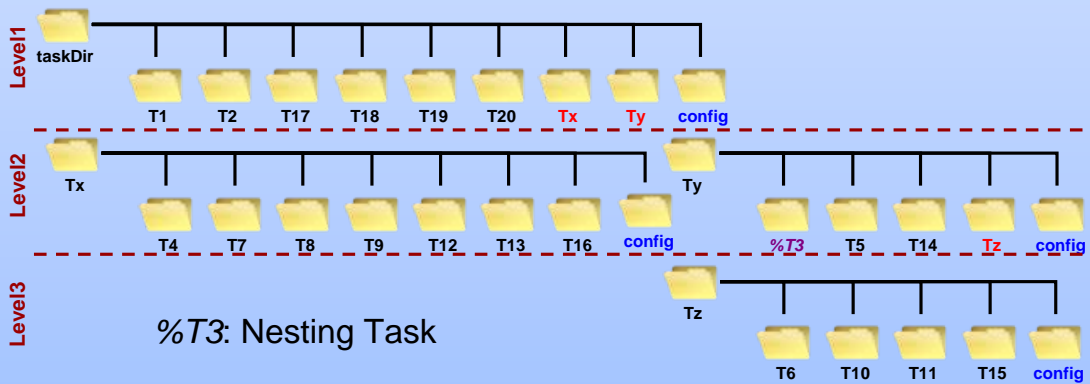 Level1
taskDir
T1 T2 T17 T18 T19 T20 Tx Ty config
Level2
Tx
T4 T7 T8 T9 T12 T13 T16 config
Ty
%T3 T5 T14 Tz config
Level3
Tz
%T3: Nesting Task
T6 T10 T11 T15 config